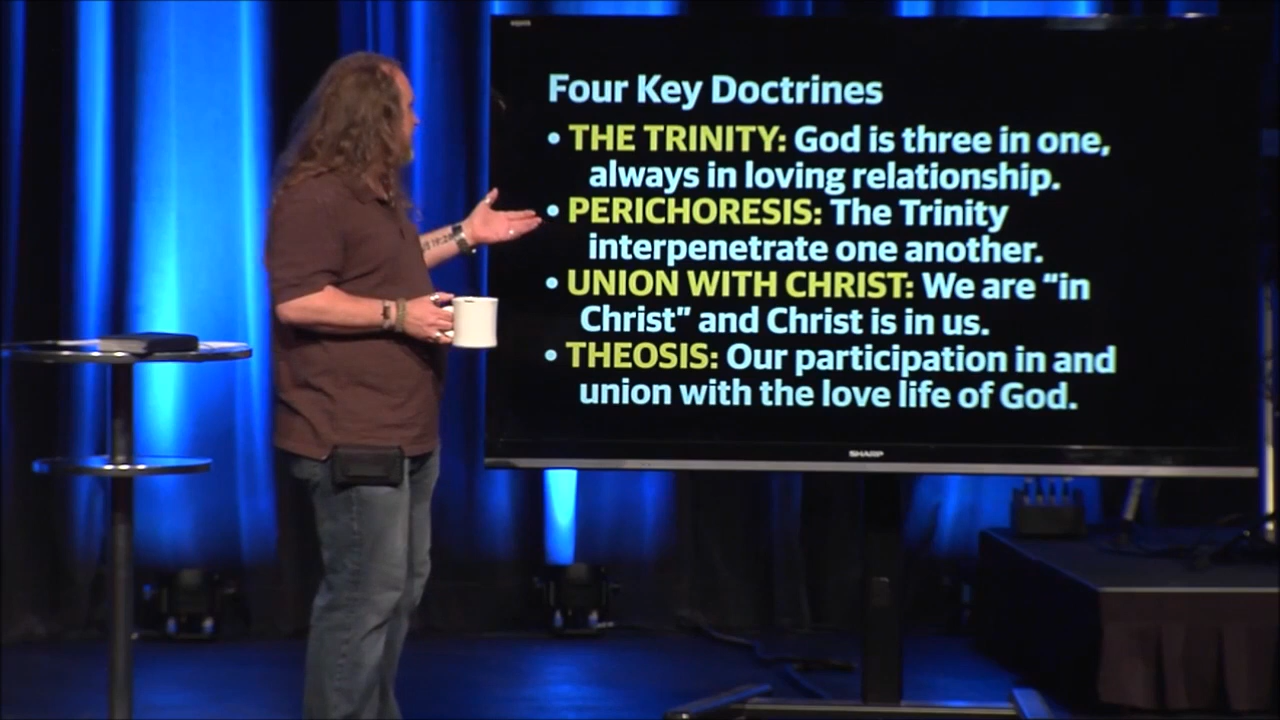 Four Key Doctrines
• THE TRINITY: God is three in one,
always in loving relationship.
• PERICHORESIS: The Trinity
interpenetrate one another.
• UNION WITH CHRIST: We are “in
Christ” and Christ is in us.
• THEOSIS: Our participation in and
union with the love life of God.
SHARP